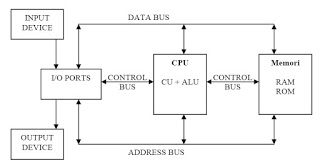 INPUT
DEVICE
DATA BUS
I/O PORTS
CONTROL
BUS
CPU
CU + ALU
CONTROL
BUS
Memori
RAM
ROM
OUTPUT
DEVICE
ADDRESS BUS